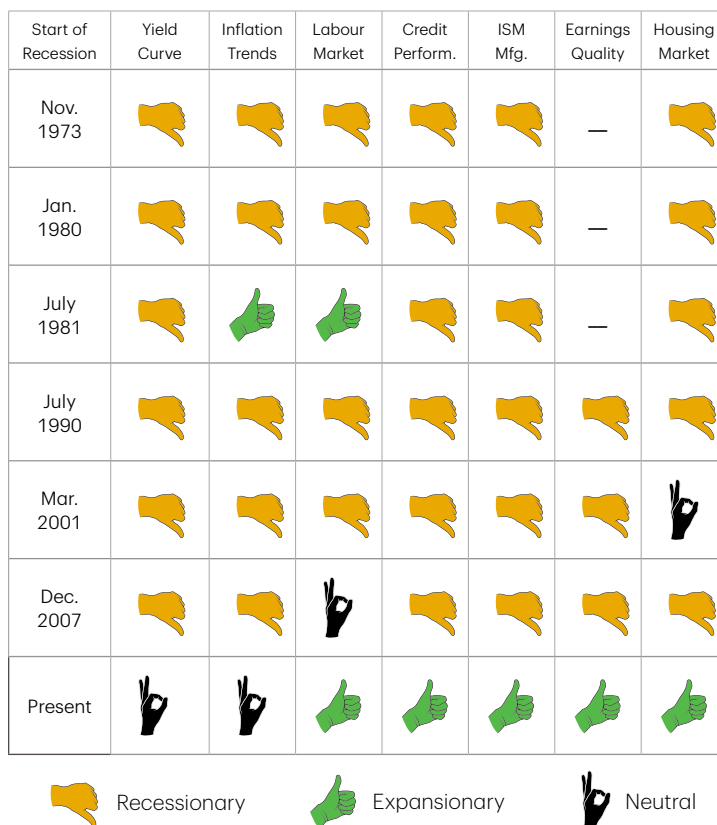 Start of Recession Yield Curve Inflation Trends Labour Market Credit Perform. ISM Mfg. Earnings Quality Housing Market
Nov. 1973 —
Jan. 1980 —
July 1981 —
July 1990
Mar. 2001
Dec. 2007
Present
Recessionary Expansionary Neutral